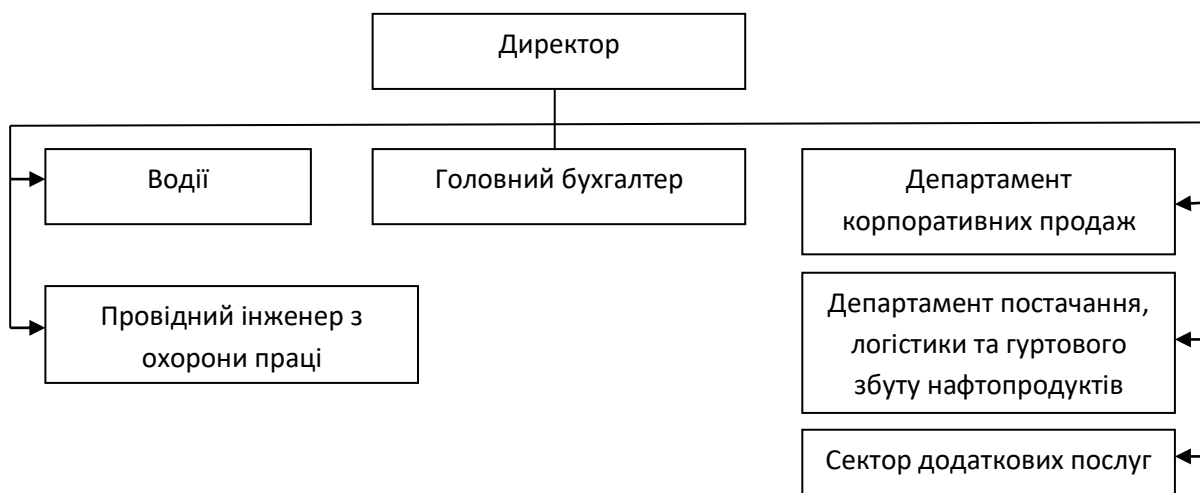 Директор
Водії
Головний бухгалтер
Департамент
корпоративних продаж
Провідний інженер з
охорони праці
Департамент постачання,
логістики та гуртового
збуту нафтопродуктів
Сектор додаткових послуг